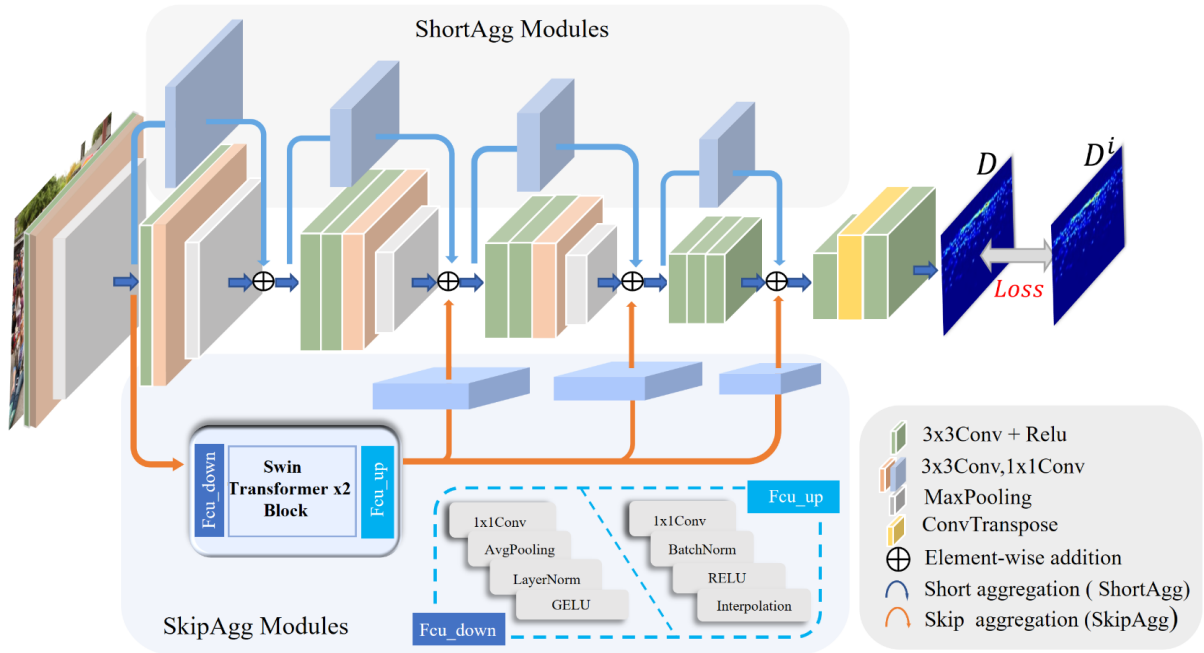 ShortAgg Modules
D
D^i
Loss
Fcu_down
Swin
Transformer x2
Block
Fcu_up
Fcu_up
1x1Conv
AvgPooling
LayerNorm
GELU
1x1Conv
BatchNorm
RELU
Interpolation
Fcu_down
SkipAgg Modules
3x3Conv + Relu
3x3Conv,1x1Conv
MaxPooling
ConvTranspose
Element-wise addition
Short aggregation ( ShortAgg)
Skip aggregation (SkipAgg)